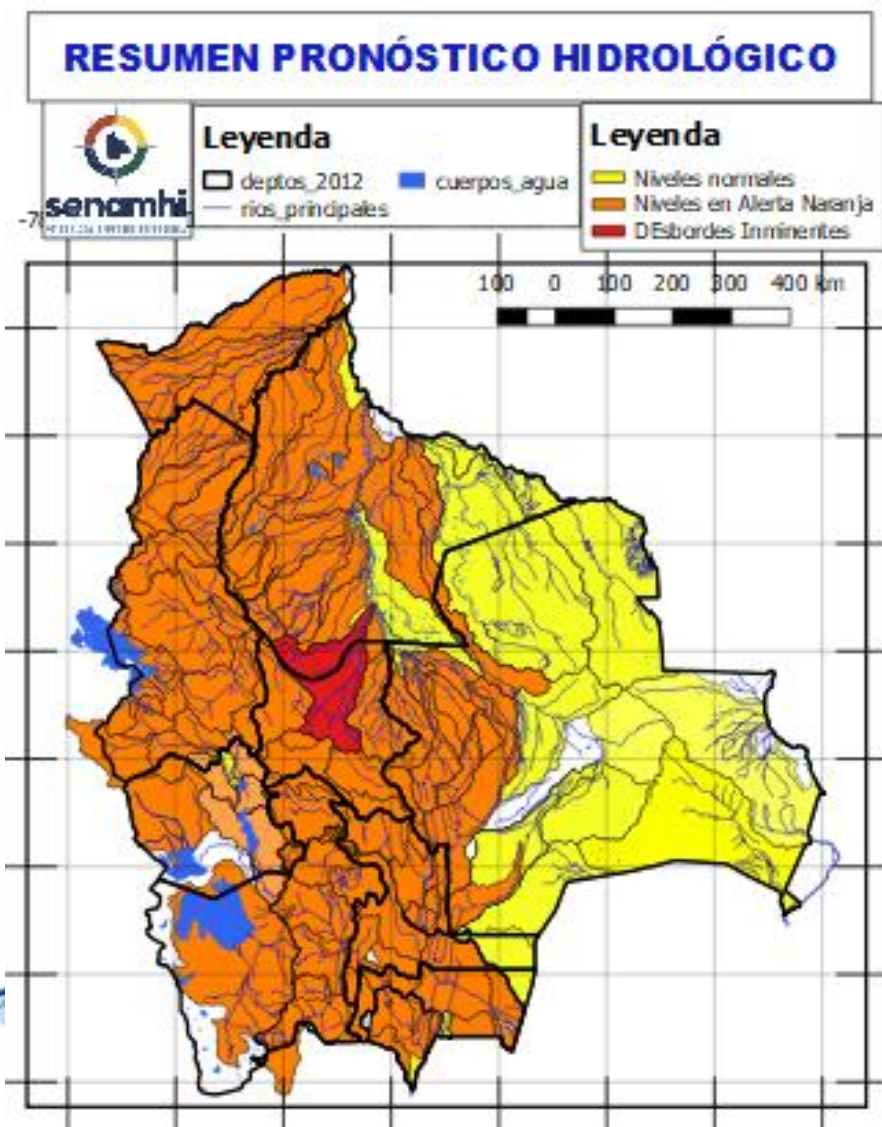 RESUMEN PRONÓSTICO HIDROLÓGICO
senamhi
Leyenda
deptos_2012
cuerpos_agua
rios_principales
Leyenda
Niveles normales
Niveles en Alerta Naranja
DEsbordes Inminentes
100 0 100 200 300 400 km